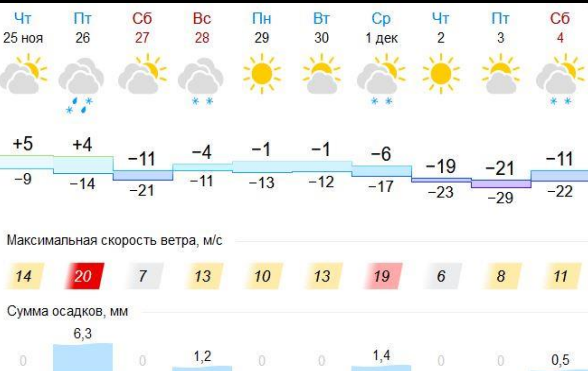 Чт Пт Сб Вс Пн Вт Ср Чт Пт Сб
25 ноя 26 27 28 29 30 1 дек 2 3 4
+5 +4 −11 −4 −1 −1 −6 −19 −21 −11
−9 −14 −21 −11 −13 −12 −17 −23 −29 −22
Максимальная скорость ветра, м/с
14 20 7 13 10 13 19 6 8 11
Сумма осадков, мм
0 6,3 0 1,2 0 0 1,4 0 0 0,5